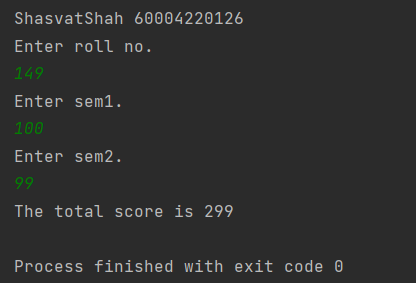 ShasvatShah 60004220126
Enter roll no.
149
Enter sem1.
100
Enter sem2.
99
The total score is 299
Process finished with exit code 0